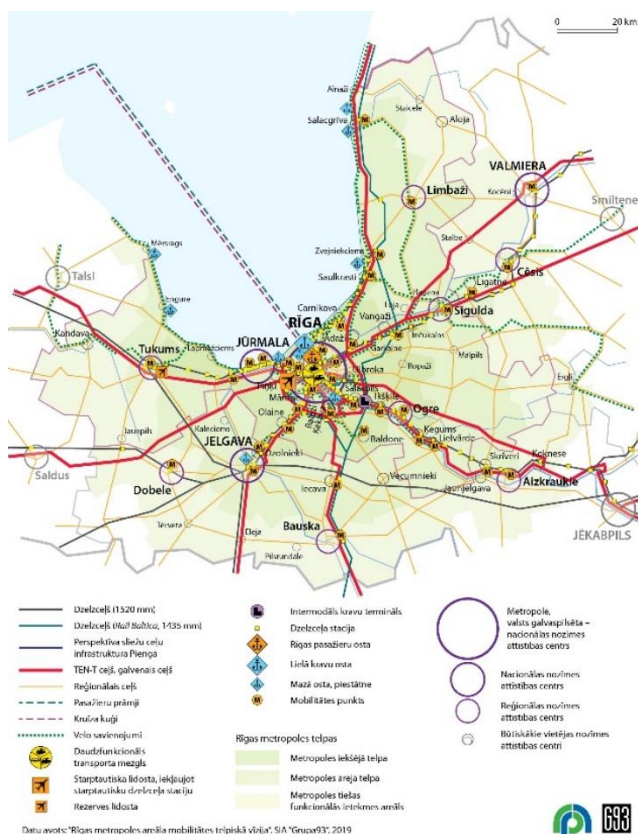 0 20 km
Ainaži
Staicele
Salacgrīva
Aloja
VALMIERA
Kocēni
Limbaži
Smiltene
Stalbe
Cēsis
Mērsrags
Zvejniekciems
Līgatne
Talsi
Saulkrasti
Sigulda
Engure
Carnikava
Vangaži
RĪGA
Inčukalns
Kandava
JŪRMALA
Ādaži
Garkalne
Mālpils
Tukums
Lapmežciems
Ropaži
Ērgļi
Salaspils
Ikšķile
Ogre
Olaine
Ķegums
Jaunpils
Kalnciems
Lielvārde
JELGAVA
Baldone
Skrīveri
Koknese
Saldus
Ozolnieki
Vecumnieki
Jaunjelgava
Aizkraukle
Dobele
Iecava
Tērvete
Eleja
Bauska
JĒKABPILS
Pilsrundāle
Dzelzceļš (1520 mm)
Dzelzceļš (Rail Baltica, 1435 mm)
Perspektīva sliežu ceļu
infrastruktūra Pieriga
TEN-T ceļš, galvenais ceļš
Reģionālais ceļš
Pasažieru prāmji
Kruīza kuģi
Velo savienojumi
Daudzfunkcionāls
transporta mezgls
Starptautiska lidosta, iekļaujot
starptautisku dzelzceļa staciju
Rezerves lidosta
Intermodāls kravu termināls
Dzelzceļa stacija
Rīgas pasažieru osta
Lielā kravu osta
Mazā osta, piestātne
Mobilitātes punkts
Rīgas metropoles telpas
Metropoles iekšējā telpa
Metropoles ārējā telpa
Metropoles tiešas
funkcionālās ietekmes areāls
Metropole,
valsts galvaspilsēta –
nacionālas nozīmes
attīstības centrs
Nacionālas nozīmes
attīstības centrs
Reģionālas nozīmes
attīstības centrs
Būtiskākie vietējas nozīmes
attīstības centri
Datu avots: "Rīgas metropoles areāla mobilitātes telpiskā vīzija", SIA "Grupa93", 2019
G93